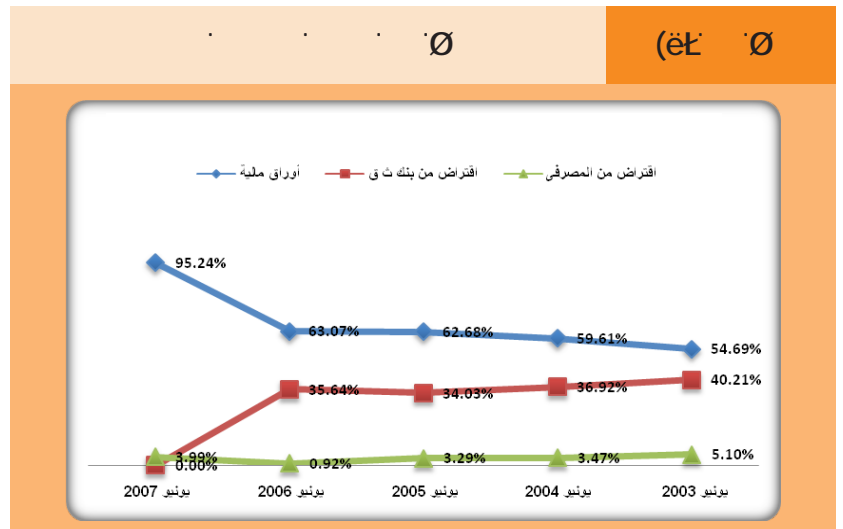 اقتراض من المصرفى
اقتراض من بنك ث ق
أوراق مالية
95.24%
63.07%
62.68%
59.61%
54.69%
35.64%
34.03%
36.92%
40.21%
3.99%
0.00%
0.92%
3.29%
3.47%
5.10%
يونيو 2003
يونيو 2004
يونيو 2005
يونيو 2006
يونيو 2007